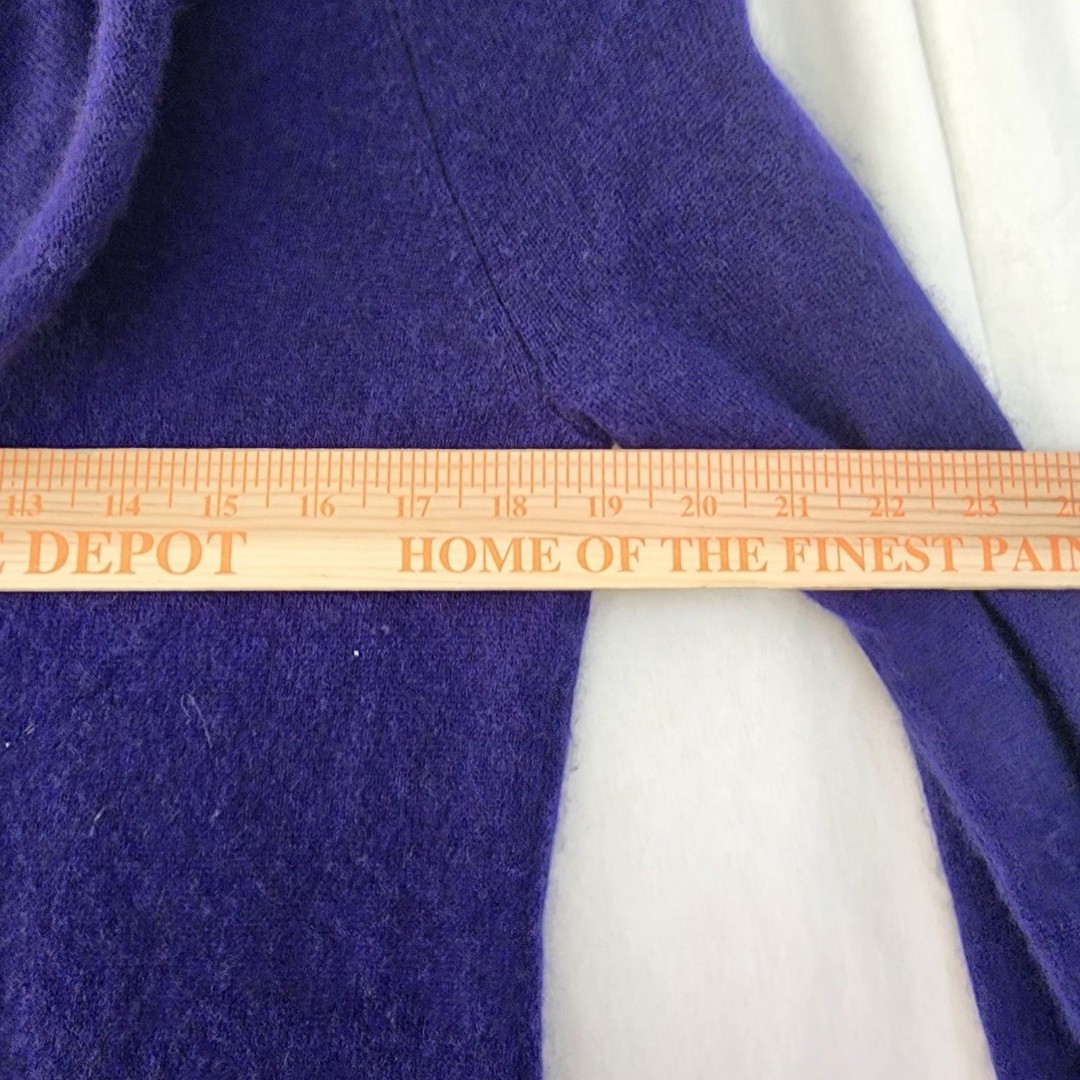 13 14 15 16 17 18 19 20 21 22 23
DEPOT HOME OF THE FINEST